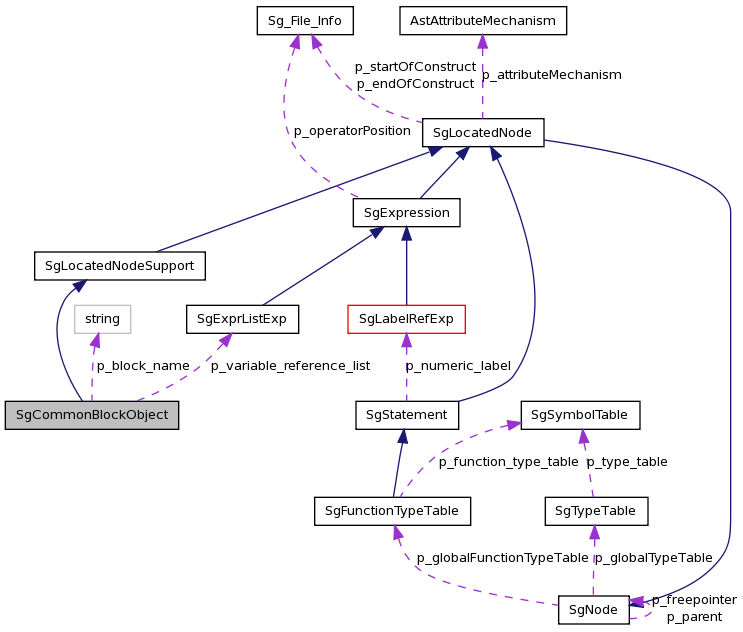 Sg_File_Info
AstAttributeMechanism
p_startOfConstruct
p_endOfConstruct
p_attributeMechanism
p_operatorPosition
SgLocatedNode
SgExpression
SgLocatedNodeSupport
string
SgExprListExp
SgLabelRefExp
p_block_name
p_variable_reference_list
p_numeric_label
SgCommonBlockObject
SgStatement
SgSymbolTable
p_function_type_table
p_type_table
SgFunctionTypeTable
SgTypeTable
p_globalFunctionTypeTable
p_globalTypeTable
SgNode
p_freepointer
p_parent